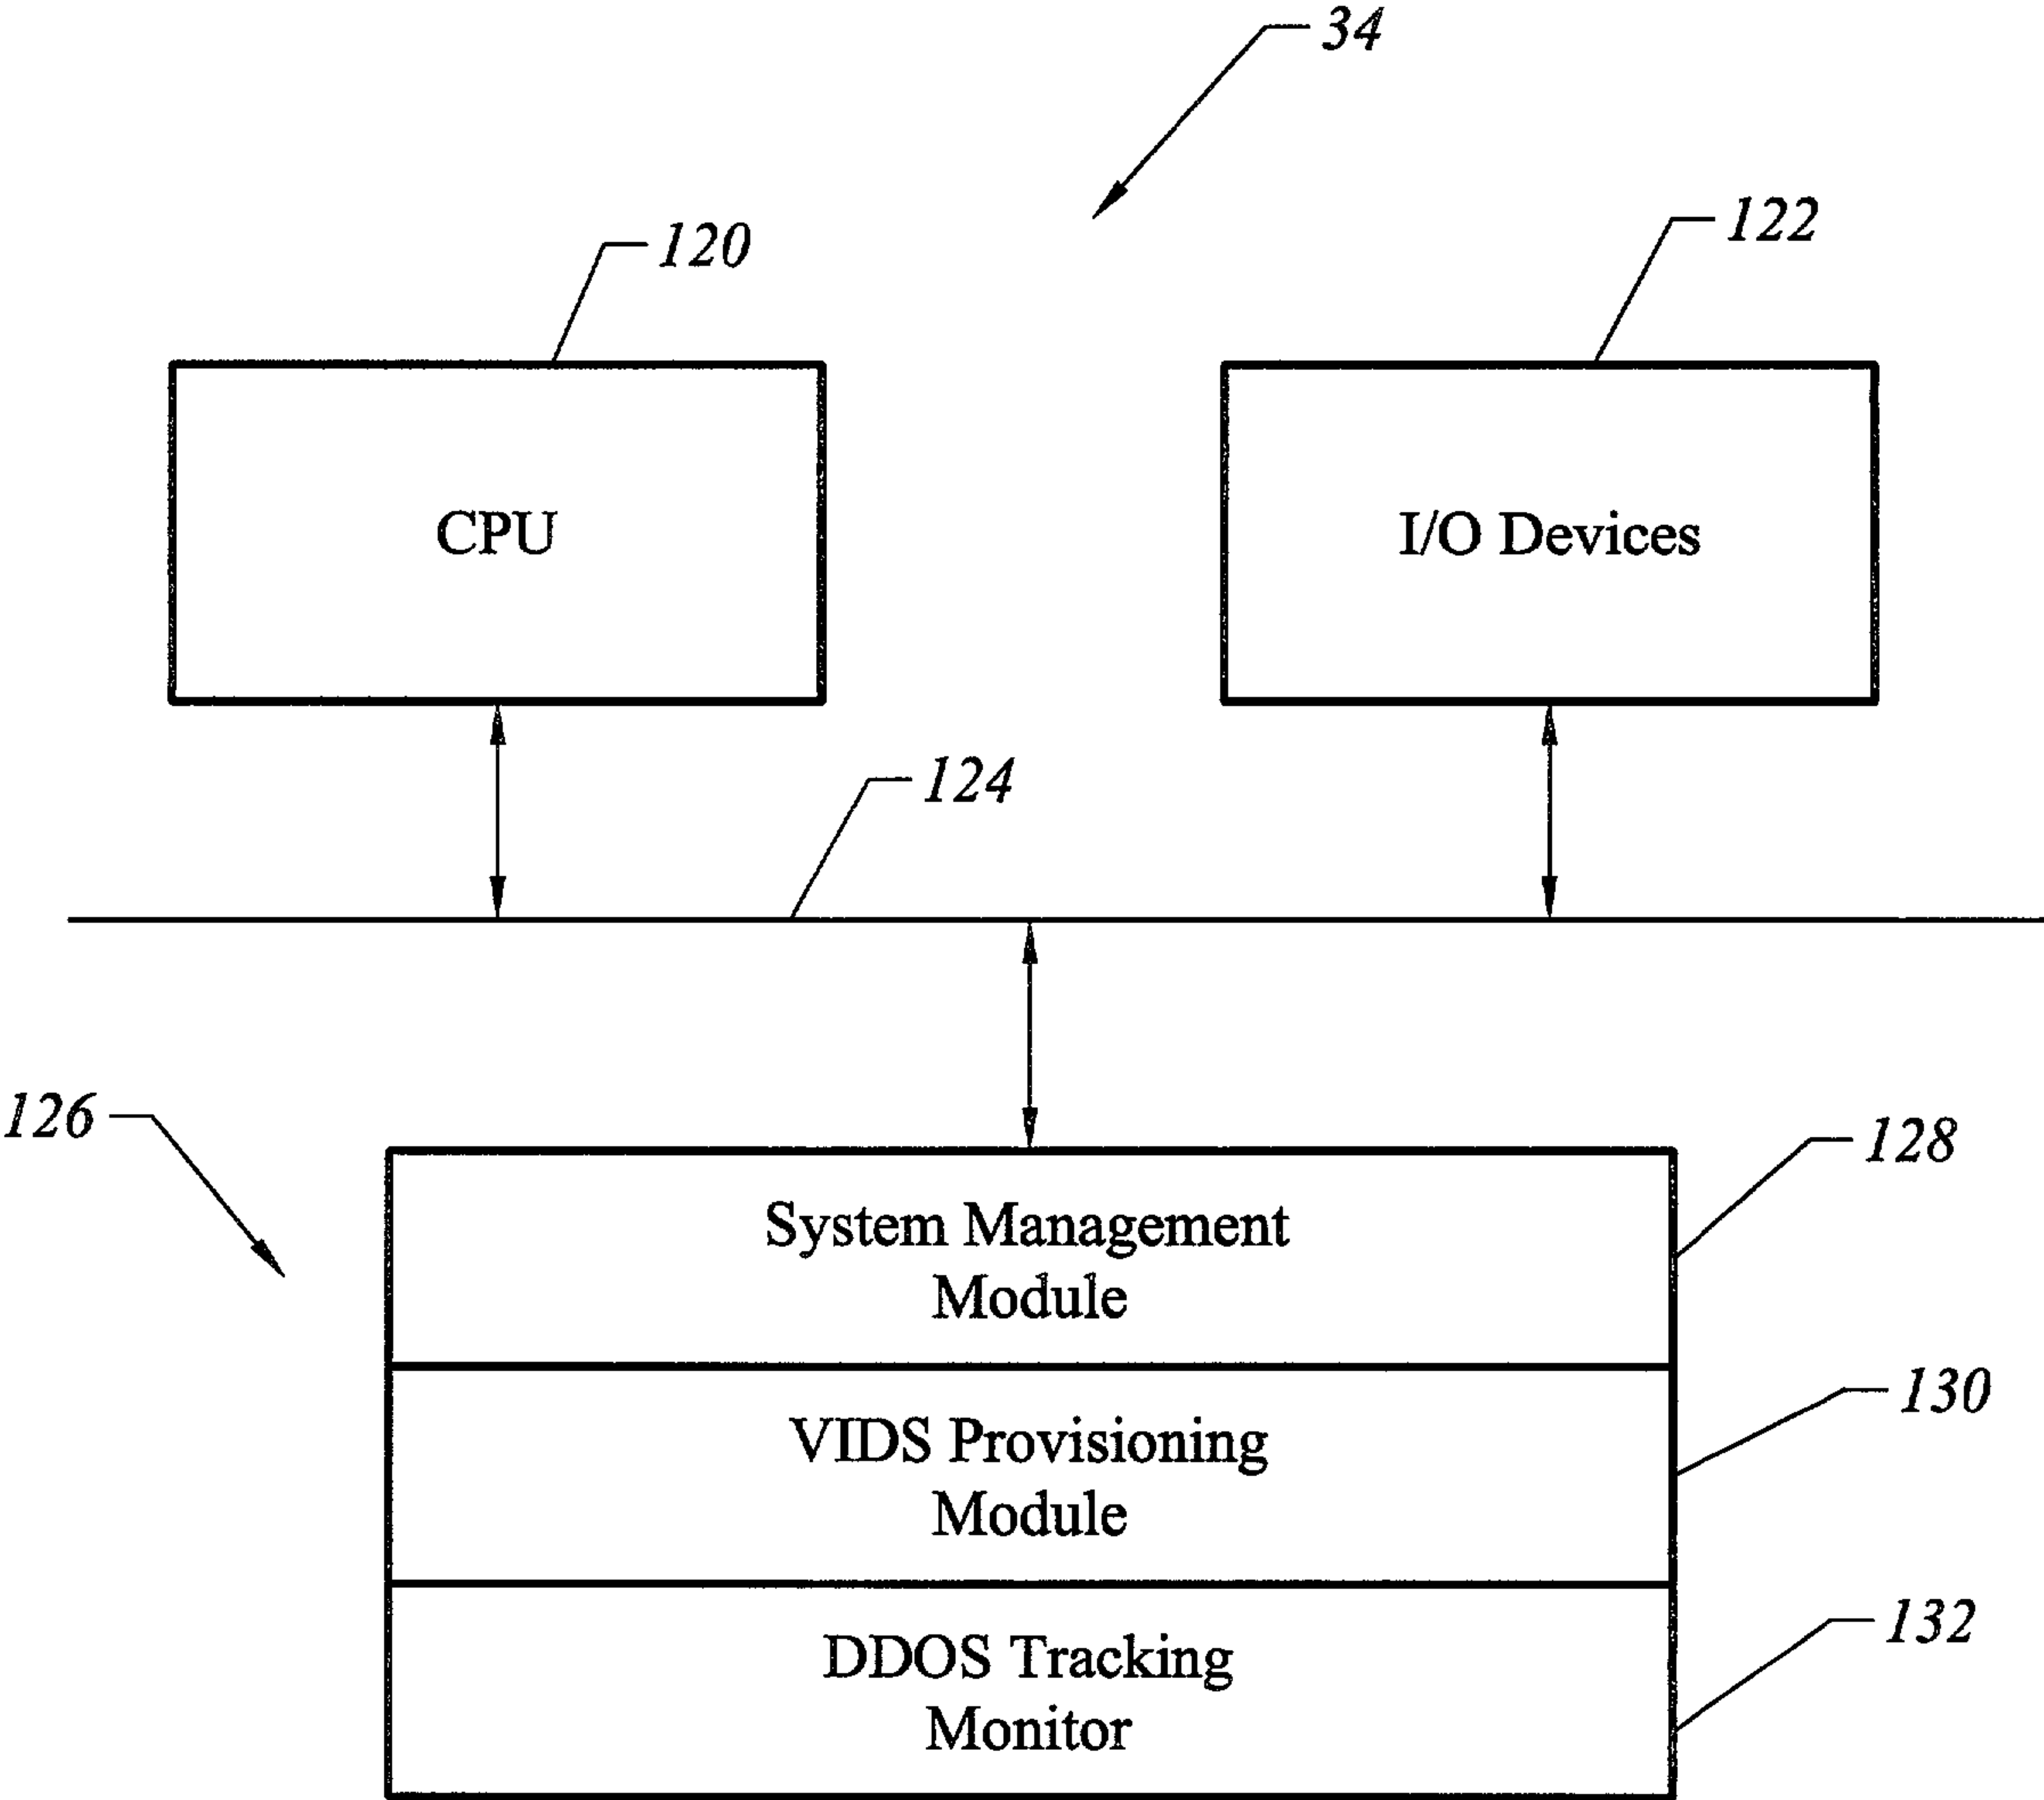 34
120
122
CPU
I/O Devices
124
126
128
System Management
Module
130
VIDS Provisioning
Module
132
DDOS Tracking
Monitor